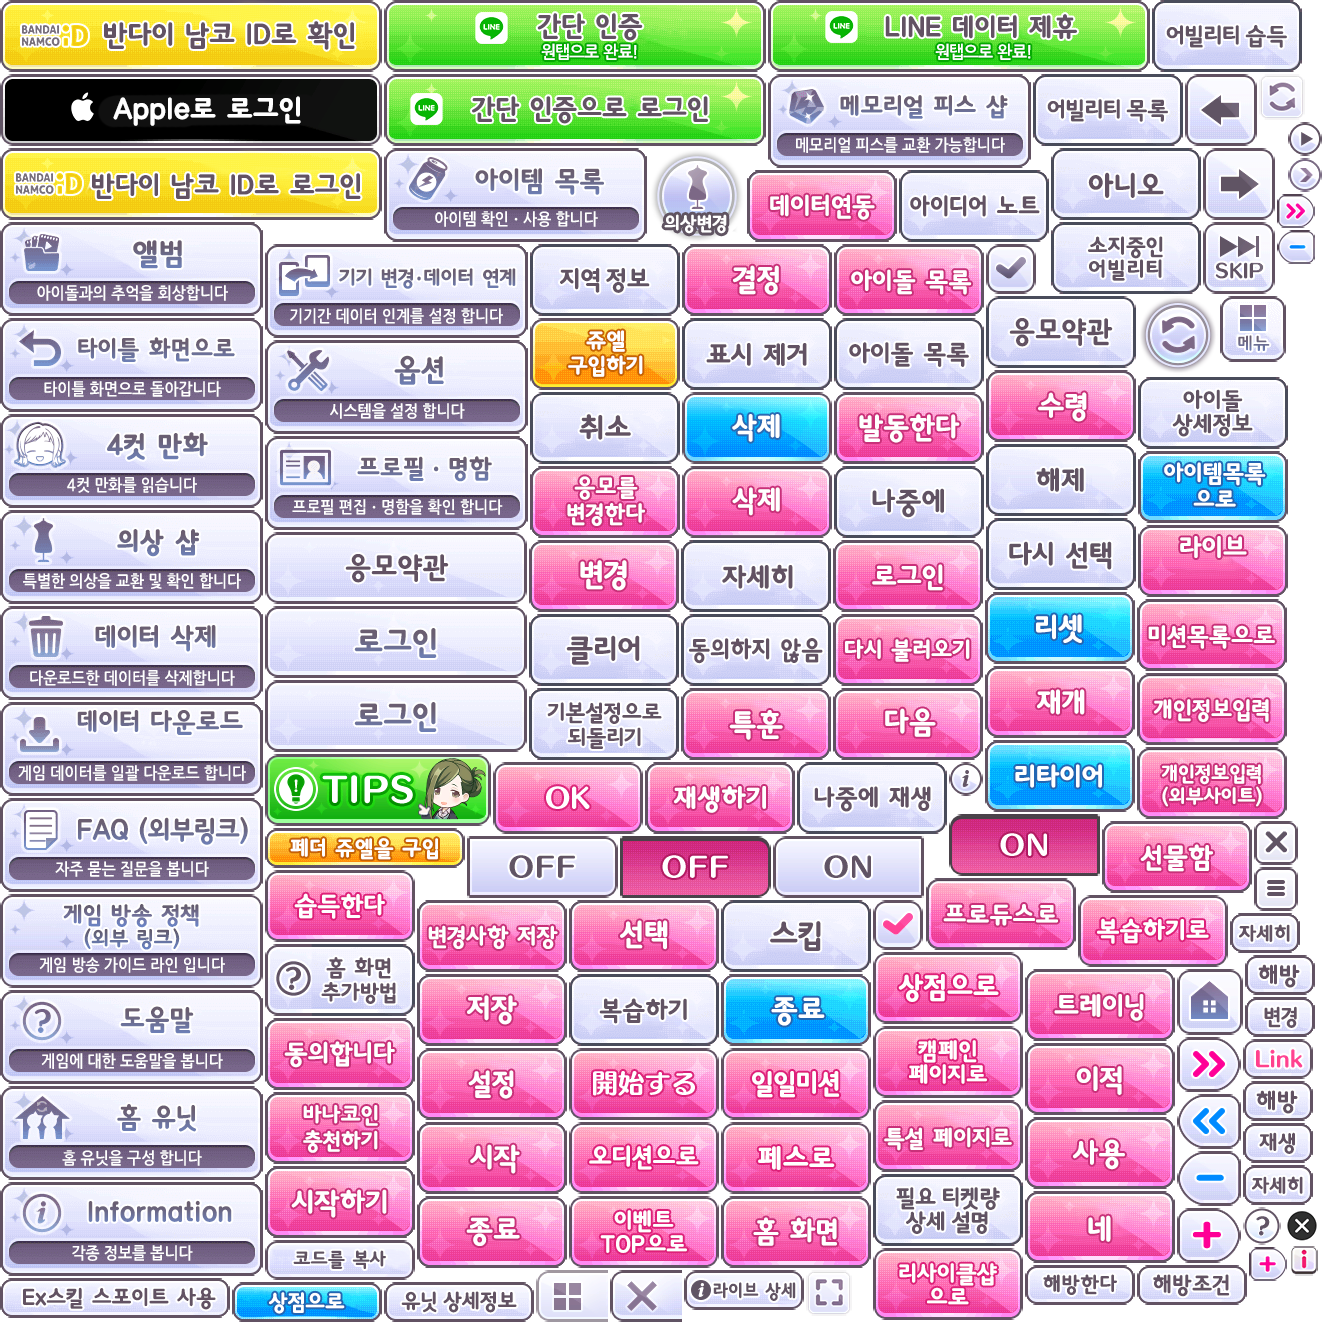 BANDAI NAMCO ID 반다이 남코 ID로 확인
LINE 간단 인증
원탭으로 완료!
LINE LINE 데이터 제휴
원탭으로 완료!
어빌리티 습득
Apple로 로그인
LINE 간단 인증으로 로그인
메모리얼 피스 샵
메모리얼 피스를 교환 가능합니다
어빌리티 목록
BANDAI NAMCO ID 반다이 남코 ID로 로그인
아이템 목록
아이템 확인 · 사용 합니다
의상변경
데이터연동
아이디어 노트
아니오
소지중인
어빌리티
SKIP
앨범
아이돌과의 추억을 회상합니다
타이틀 화면으로
타이틀 화면으로 돌아갑니다
4컷 만화
4컷 만화를 읽습니다
의상 샵
특별한 의상을 교환 및 확인 합니다
데이터 삭제
다운로드한 데이터를 삭제합니다
데이터 다운로드
게임 데이터를 일괄 다운로드 합니다
FAQ (외부링크)
자주 묻는 질문을 봅니다
게임 방송 정책
(외부 링크)
게임 방송 가이드 라인 입니다
도움말
게임에 대한 도움말을 봅니다
홈 유닛
홈 유닛을 구성 합니다
Information
각종 정보를 봅니다
기기 변경·데이터 연계
기기간 데이터 인계를 설정 합니다
옵션
시스템을 설정 합니다
프로필 · 명함
프로필 편집 · 명함을 확인 합니다
응모약관
로그인
로그인
TIPS
페더 쥬엘을 구입
지역 정보
결정
아이돌 목록
쥬엘
구입하기
표시 제거
아이돌 목록
취소
삭제
발동한다
응모를
변경한다
삭제
나중에
변경
자세히
로그인
클리어
동의하지 않음
다시 불러오기
기본설정으로
되돌리기
특훈
다음
응모약관
메뉴
수령
아이돌
상세정보
해제
아이템목록
으로
다시 선택
라이브
리셋
미션목록으로
재개
개인정보입력
리타이어
개인정보입력
(외부사이트)
OK
재생하기
나중에 재생
OFF
OFF
ON
ON
선물함
습득한다
변경사항 저장
선택
스킵
프로듀스로
복습하기로
자세히
홈 화면
추가방법
저장
복습하기
종료
상점으로
트레이닝
해방
변경
동의합니다
설정
開始する
일일미션
캠페인
페이지로
이적
Link
해방
바나코인
충천하기
시작
오디션으로
패스로
특설 페이지로
사용
재생
자세히
시작하기
종료
이벤트
TOP으로
홈 화면
필요 티켓량
상세 설명
네
코드를 복사
리사이클샵
으로
해방한다
해방조건
Ex스킬 스포이트 사용
상점으로
유닛 상세정보
라이브 상세